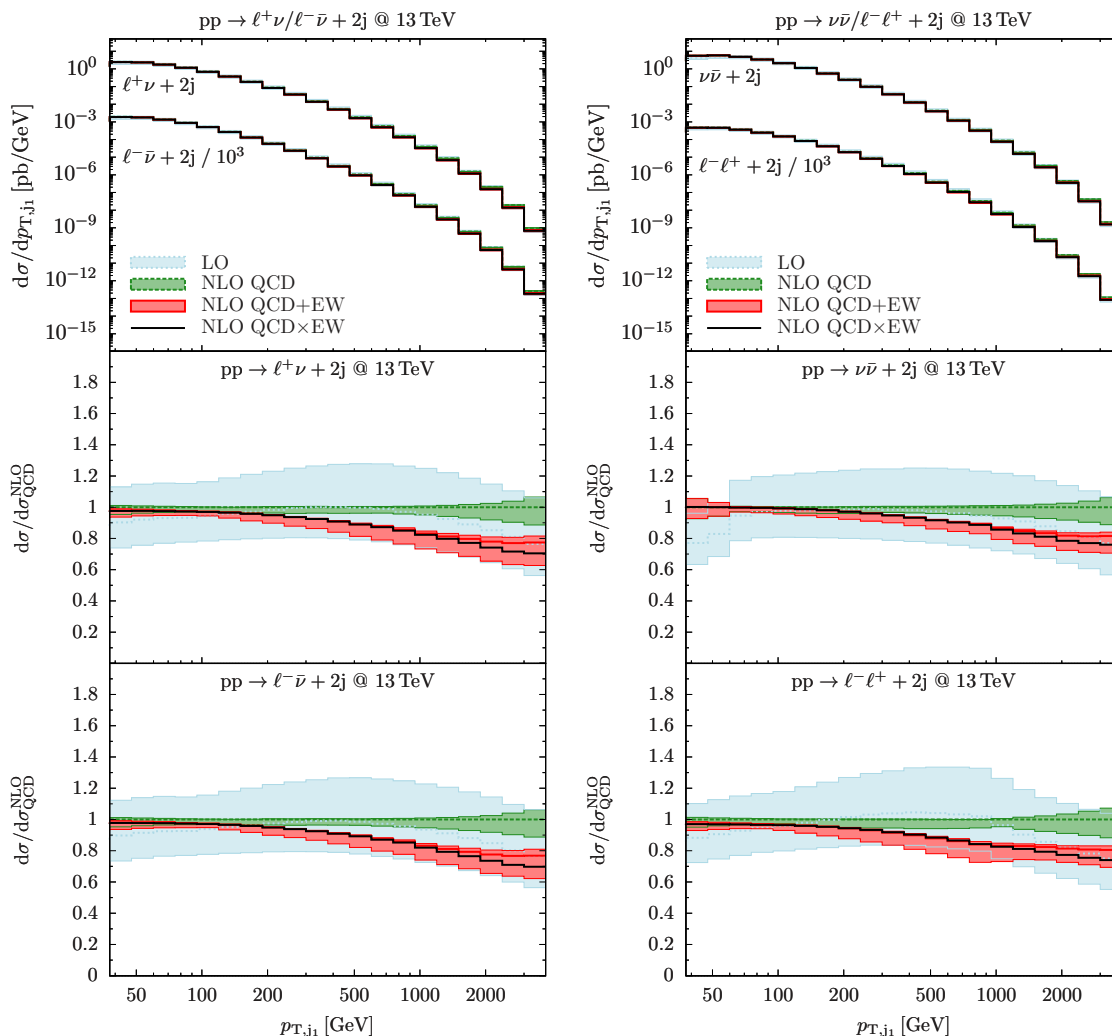 pp → ℓ⁺ν/ℓ⁻ν̄ + 2j @ 13 TeV
dσ/dp_T,j₁ [pb/GeV]
10⁰
10⁻³
10⁻⁶
10⁻⁹
10⁻¹²
10⁻¹⁵
ℓ⁺ν + 2j
ℓ⁻ν̄ + 2j / 10³
LO
NLO QCD
NLO QCD+EW
NLO QCD×EW
pp → νν̄/ℓ⁻ℓ⁺ + 2j @ 13 TeV
dσ/dp_T,j₁ [pb/GeV]
10⁰
10⁻³
10⁻⁶
10⁻⁹
10⁻¹²
10⁻¹⁵
νν̄ + 2j
ℓ⁻ℓ⁺ + 2j / 10³
LO
NLO QCD
NLO QCD+EW
NLO QCD×EW
pp → ℓ⁺ν + 2j @ 13 TeV
dσ/dσ^NLO_QCD
1.8
1.6
1.4
1.2
1
0.8
0.6
0.4
0.2
pp → νν̄ + 2j @ 13 TeV
dσ/dσ^NLO_QCD
1.8
1.6
1.4
1.2
1
0.8
0.6
0.4
0.2
pp → ℓ⁻ν̄ + 2j @ 13 TeV
dσ/dσ^NLO_QCD
1.8
1.6
1.4
1.2
1
0.8
0.6
0.4
0.2
0
50 100 200 500 1000 2000
p_T,j₁ [GeV]
pp → ℓ⁻ℓ⁺ + 2j @ 13 TeV
dσ/dσ^NLO_QCD
1.8
1.6
1.4
1.2
1
0.8
0.6
0.4
0.2
0
50 100 200 500 1000 2000
p_T,j₁ [GeV]